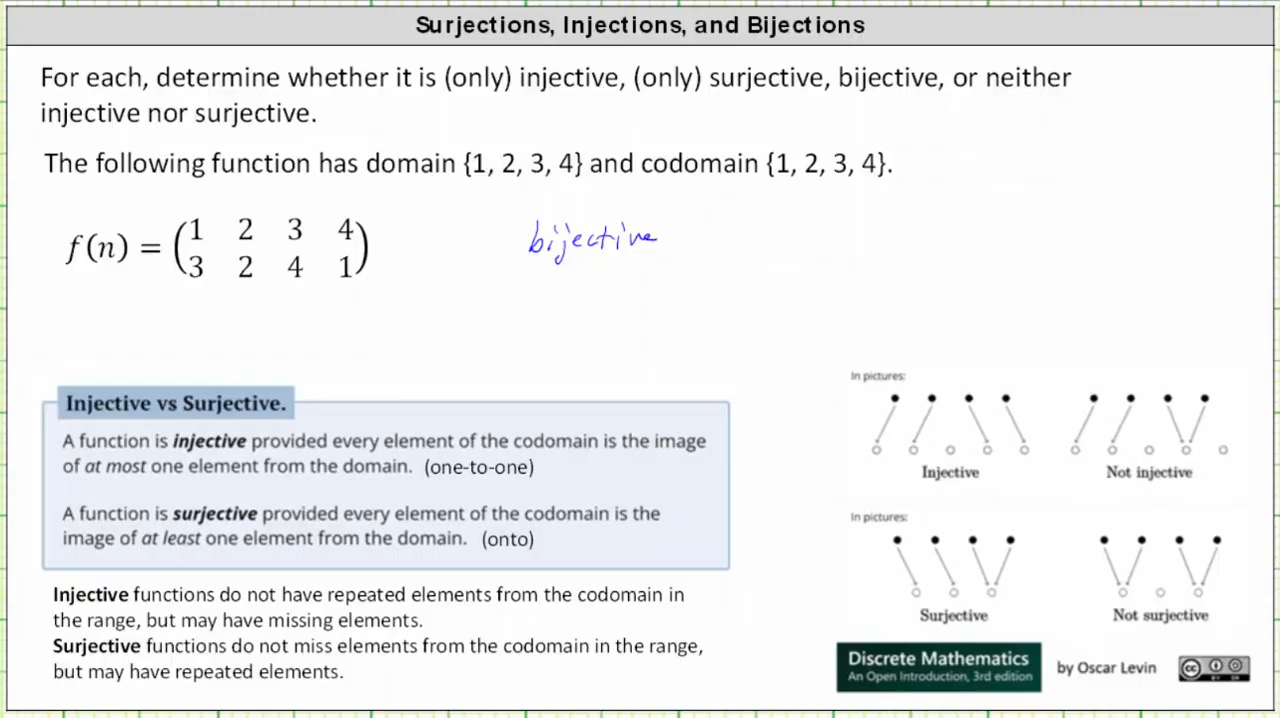 Surjections, Injections, and Bijections
For each, determine whether it is (only) injective, (only) surjective, bijective, or neither
injective nor surjective.
The following function has domain {1, 2, 3, 4} and codomain {1, 2, 3, 4}.
f(n) = (1 2 3 4
3 2 4 1)
bijective
Injective vs Surjective.
A function is injective provided every element of the codomain is the image
of at most one element from the domain. (one-to-one)
A function is surjective provided every element of the codomain is the
image of at least one element from the domain. (onto)
Injective functions do not have repeated elements from the codomain in
the range, but may have missing elements.
Surjective functions do not miss elements from the codomain in the range,
but may have repeated elements.
In pictures:
Injective
Not injective
In pictures:
Surjective
Not surjective
Discrete Mathematics
An Open Introduction, 3rd edition
by Oscar Levin
cc
BY SA